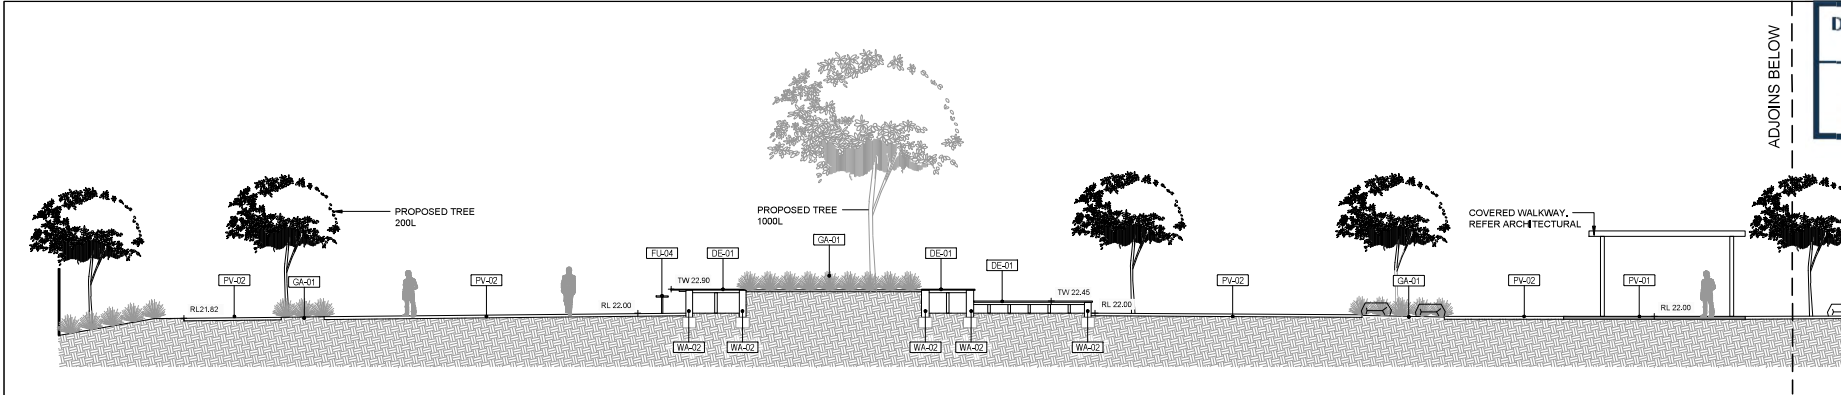 ADJOINS BELOW
D
PROPOSED TREE
200L
PROPOSED TREE
1000L
COVERED WALKWAY,
REFER ARCHITECTURAL
GA-01
FU-04
DE-01
DE-01
DE-01
PV-02
GA-01
PV-02
TW 22.90
TW 22.45
PV-02
GA-01
PV-02
PV-01
RL21.82
RL 22.00
RL 22.00
RL 22.00
WA-02
WA-02
WA-02
WA-02
WA-02